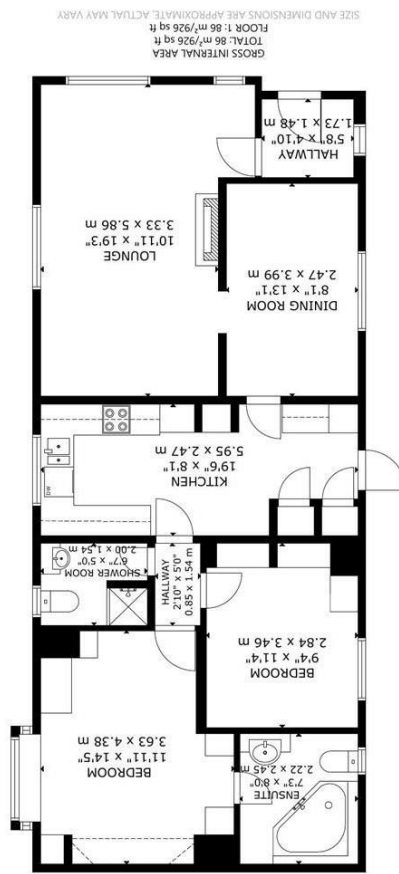 ENSUITE
7'3" x 8'0"
2.22 x 2.45 m
BEDROOM
11'11" x 14'5"
3.63 x 4.38 m
BEDROOM
9'4" x 11'4"
2.84 x 3.46 m
HALLWAY
2'10" x 5'0"
0.85 x 1.54 m
SHOWER ROOM
6'7" x 5'0"
2.00 x 1.54 m
KITCHEN
19'6" x 8'1"
5.95 x 2.47 m
DINING ROOM
8'1" x 13'1"
2.47 x 3.99 m
LOUNGE
10'11" x 19'3"
3.33 x 5.86 m
HALLWAY
5'8" x 4'10"
1.73 x 1.48 m
GROSS INTERNAL AREA
TOTAL: 86 m²/926 sq ft
FLOOR 1: 86 m²/926 sq ft
SIZE AND DIMENSIONS ARE APPROXIMATE, ACTUAL MAY VARY